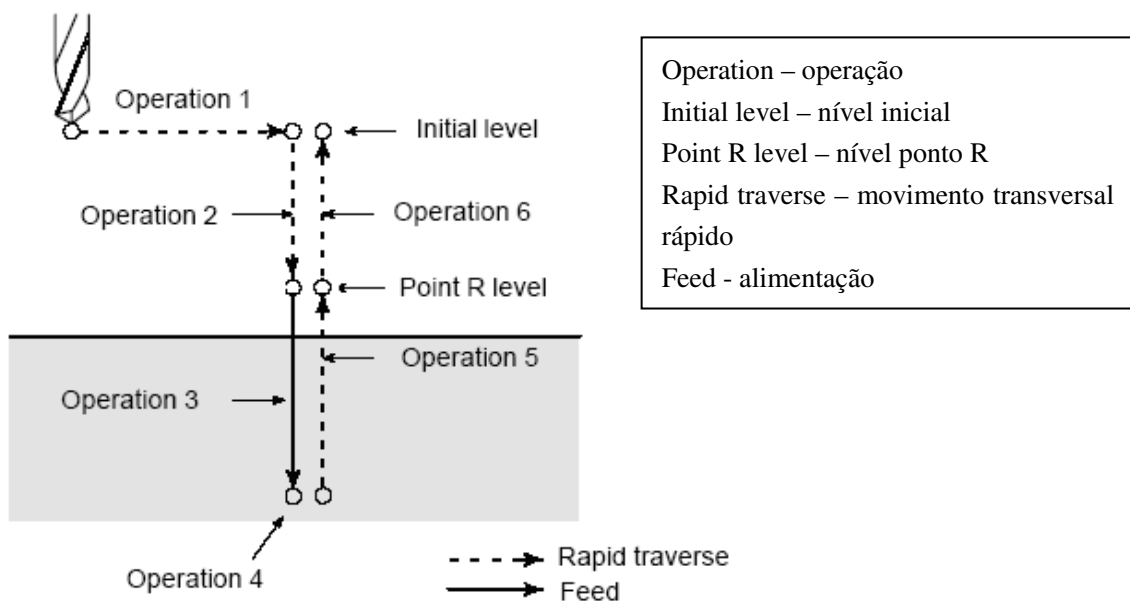 Operation 1
Initial level
Operation 2
Operation 6
Point R level
Operation 5
Operation 3
Operation 4
Rapid traverse
Feed
Operation – operação
Initial level – nível inicial
Point R level – nível ponto R
Rapid traverse – movimento transversal
rápido
Feed - alimentação